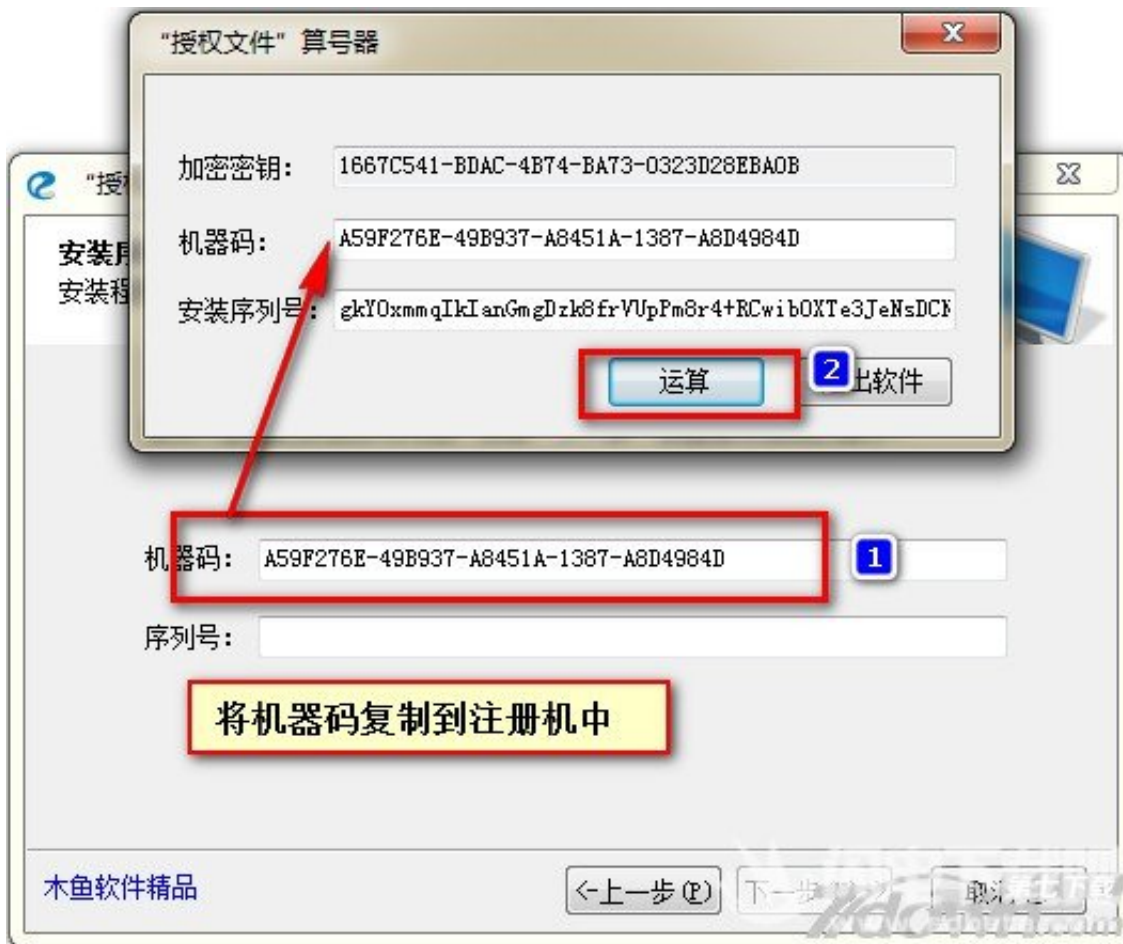 “授权文件” 算号器
加密密钥： 1667C541-BDAC-4B74-BA73-0323D28EBA0B
机器码： A59F276E-49B937-A8451A-1387-A8D4984D
安装序列号： gkYOxmmqIkIanGmgDzk8frVUpPm8r4+RCwibOXTe3JeNsDCN
运算
2
出软件
“授
安装
安装程
机器码： A59F276E-49B937-A8451A-1387-A8D4984D
1
序列号：
将机器码复制到注册机中
木鱼软件精品
<-上一步(P)
下一步
取消